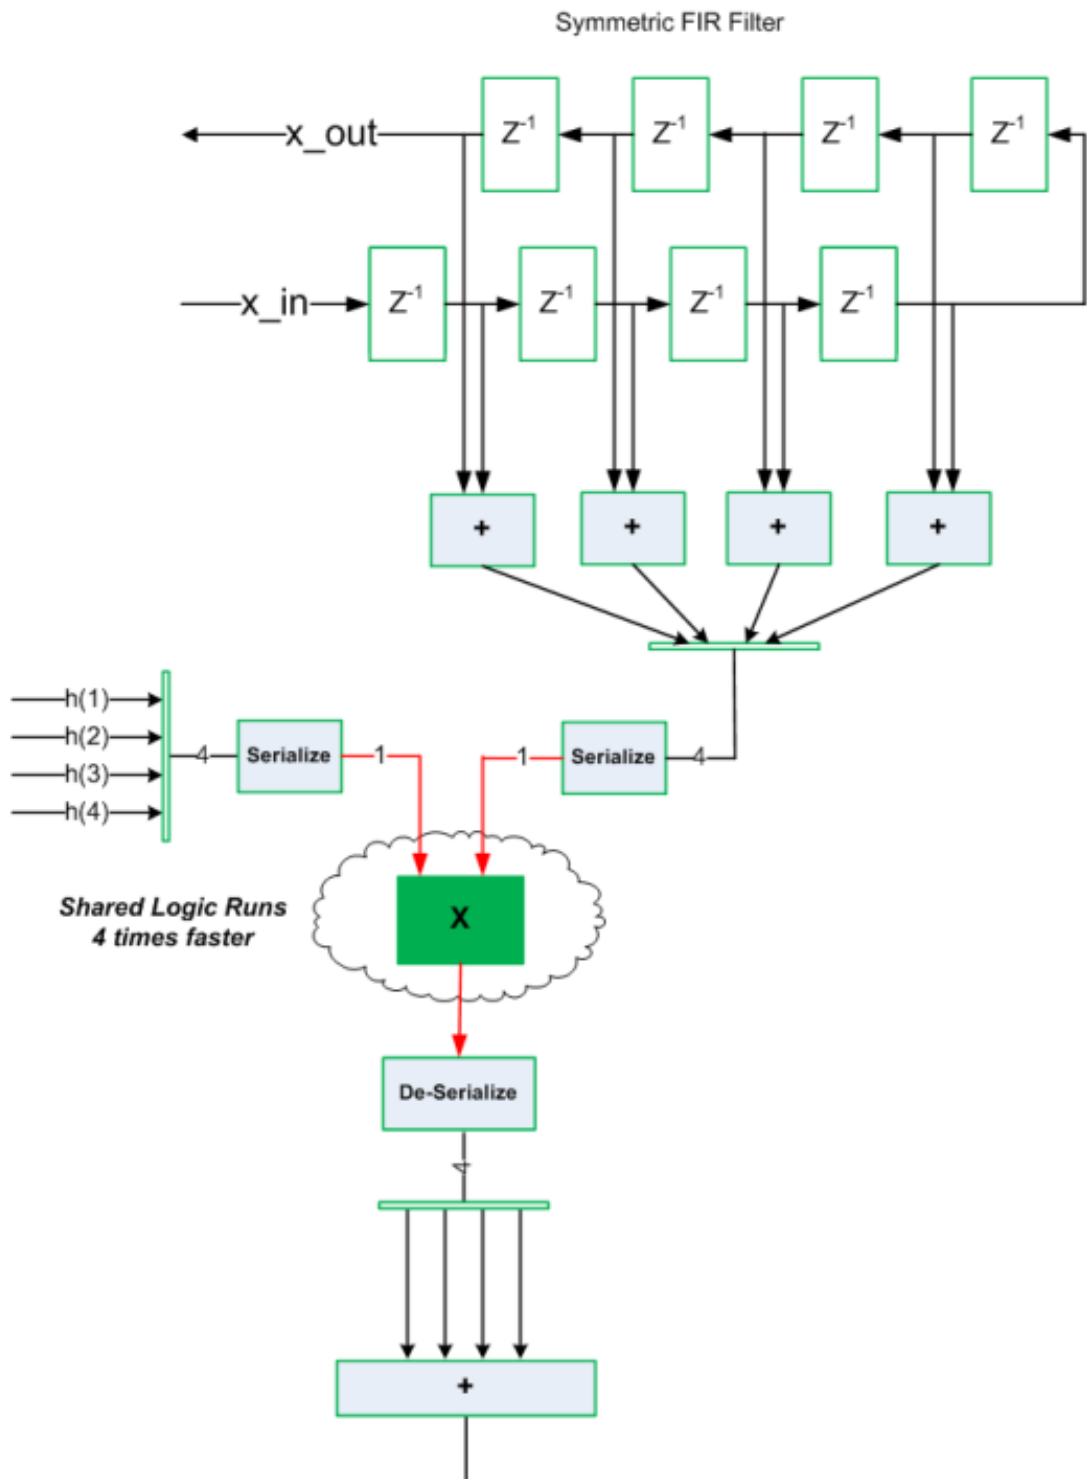 Symmetric FIR Filter
x_out Z⁻¹ Z⁻¹ Z⁻¹ Z⁻¹
x_in Z⁻¹ Z⁻¹ Z⁻¹ Z⁻¹
+ + + +
h(1)
h(2)
h(3)
h(4)
4 Serialize 1 1 Serialize 4
Shared Logic Runs
4 times faster
X
De-Serialize
4
+